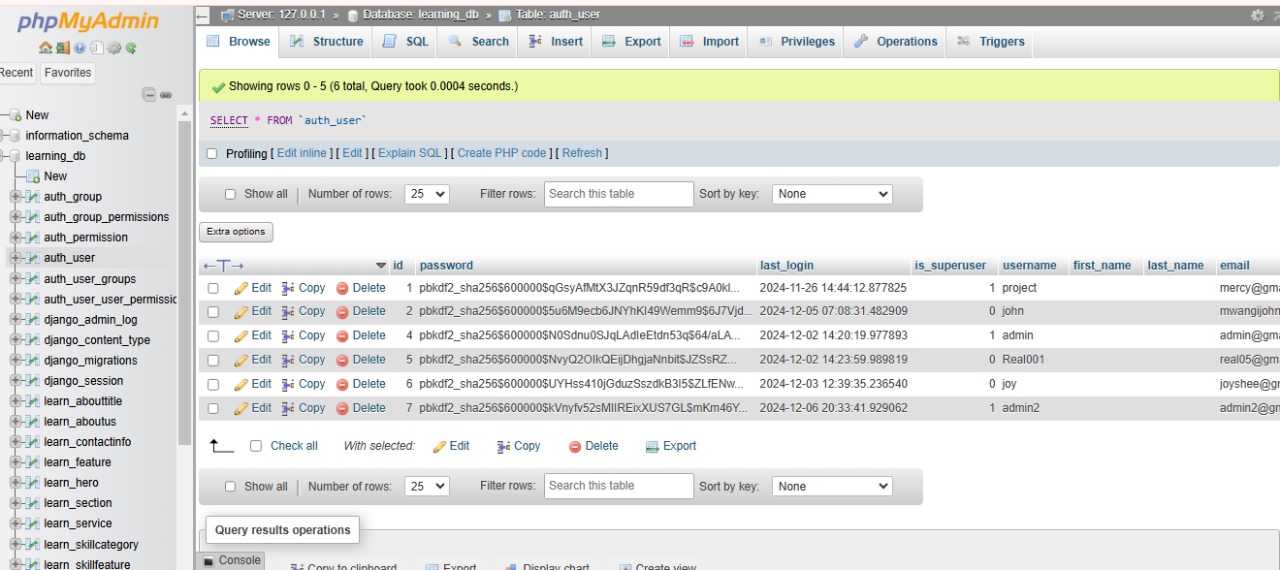 phpMyAdmin
Recent Favorites
New
information_schema
learning_db
New
auth_group
auth_group_permissions
auth_permission
auth_user
auth_user_groups
auth_user_user_permissic
django_admin_log
django_content_type
django_migrations
django_session
learn_abouttitle
learn_aboutus
learn_contactinfo
learn_feature
learn_hero
learn_section
learn_service
learn_skillcategory
learn_skillfeature
Server: 127.0.0.1 » Database: learning_db » Table: auth_user
Browse Structure SQL Search Insert Export Import Privileges Operations Triggers
Showing rows 0 - 5 (6 total, Query took 0.0004 seconds.)
SELECT * FROM `auth_user`
Profiling [ Edit inline ] [ Edit ] [ Explain SQL ] [ Create PHP code ] [ Refresh ]
Show all Number of rows: 25 Filter rows: Search this table Sort by key: None
Extra options
←T→ id password last_login is_superuser username first_name last_name email
Edit Copy Delete 1 pbkdf2_sha256$600000$qGsyAfMtX3JZqnR59df3qR$c9A0kl... 2024-11-26 14:44:12.877825 1 project mercy@gm
Edit Copy Delete 2 pbkdf2_sha256$600000$5u6M9ecb6JNYhKI49Wemm9$6J7Vjd... 2024-12-05 07:08:31.482909 0 john mwangijohn
Edit Copy Delete 4 pbkdf2_sha256$600000$N0Sdnu0SJqLAdIeEtdn53q$64/aLA... 2024-12-02 14:20:19.977893 1 admin admin@gm
Edit Copy Delete 5 pbkdf2_sha256$600000$NvyQ2OIkQEijDhgjaNnbit$JZSsRZ... 2024-12-02 14:23:59.989819 0 Real001 real05@gm
Edit Copy Delete 6 pbkdf2_sha256$600000$UYHss410jGduzSszdkB3I5$ZLfENw... 2024-12-03 12:39:35.236540 0 joy joyshee@gr
Edit Copy Delete 7 pbkdf2_sha256$600000$kVnyfv52sMIIREixXUS7GL$mKm46Y... 2024-12-06 20:33:41.929062 1 admin2 admin2@gr
Check all With selected: Edit Copy Delete Export
Show all Number of rows: 25 Filter rows: Search this table Sort by key: None
Query results operations
Console
Copy to clipboard Export Display chart Create view